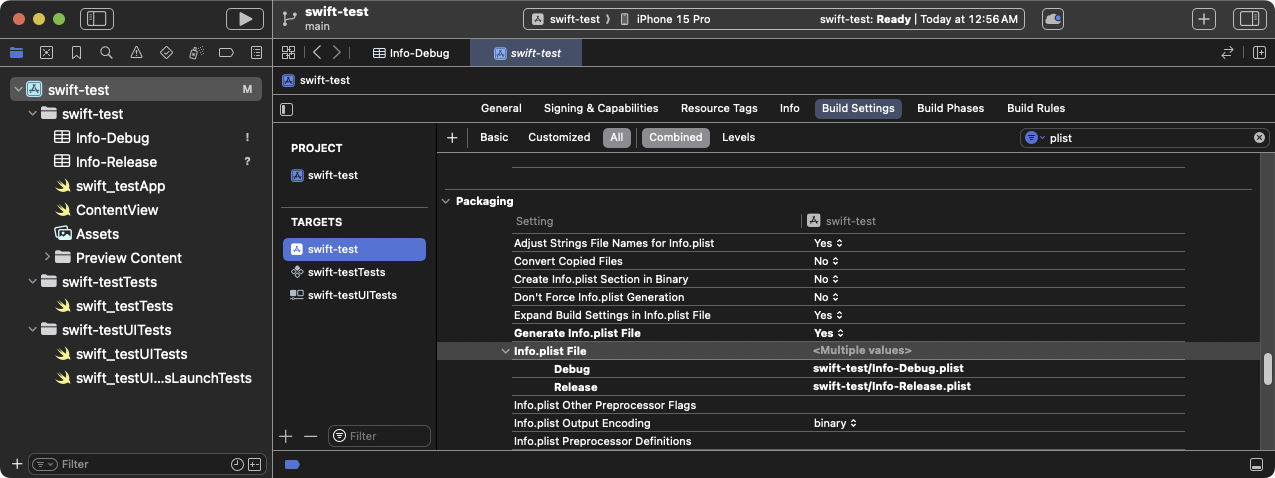 swift-test
main
swift-test 〉 iPhone 15 Pro
swift-test: Ready | Today at 12:56 AM
Info-Debug
swift-test
swift-test
swift-test M
swift-test
Info-Debug !
Info-Release ?
swift_testApp
ContentView
Assets
Preview Content
swift-testTests
swift_testTests
swift-testUITests
swift_testUITests
swift_testUI...sLaunchTests
Filter
General Signing & Capabilities Resource Tags Info Build Settings Build Phases Build Rules
PROJECT
swift-test
TARGETS
swift-test
swift-testTests
swift-testUITests
Filter
+ Basic Customized All Combined Levels plist
Packaging
Setting swift-test
Adjust Strings File Names for Info.plist Yes
Convert Copied Files No
Create Info.plist Section in Binary No
Don't Force Info.plist Generation No
Expand Build Settings in Info.plist File Yes
Generate Info.plist File Yes
Info.plist File <Multiple values>
Debug swift-test/Info-Debug.plist
Release swift-test/Info-Release.plist
Info.plist Other Preprocessor Flags
Info.plist Output Encoding binary
Info.plist Preprocessor Definitions